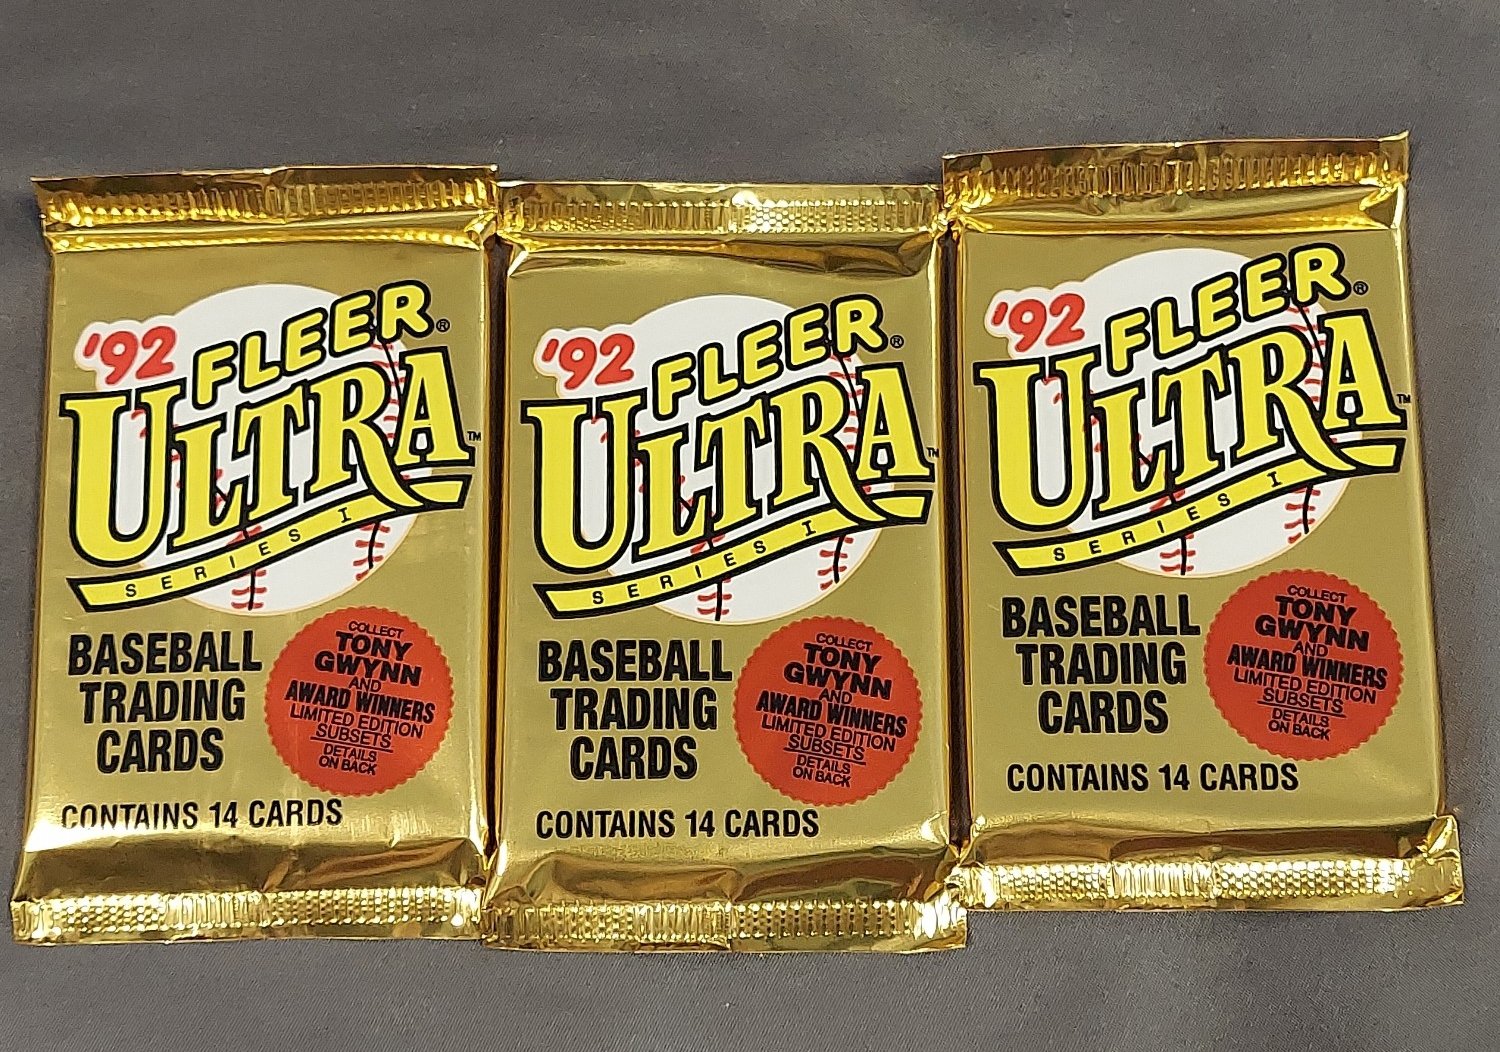 '92 FLEER®
ULTRA™
SERIES I
BASEBALL
TRADING
CARDS
COLLECT
TONY
GWYNN
AND
AWARD WINNERS
LIMITED EDITION
SUBSETS
DETAILS
ON BACK
CONTAINS 14 CARDS
'92 FLEER®
ULTRA™
SERIES I
BASEBALL
TRADING
CARDS
COLLECT
TONY
GWYNN
AND
AWARD WINNERS
LIMITED EDITION
SUBSETS
DETAILS
ON BACK
CONTAINS 14 CARDS
'92 FLEER®
ULTRA™
SERIES I
BASEBALL
TRADING
CARDS
COLLECT
TONY
GWYNN
AND
AWARD WINNERS
LIMITED EDITION
SUBSETS
DETAILS
ON BACK
CONTAINS 14 CARDS